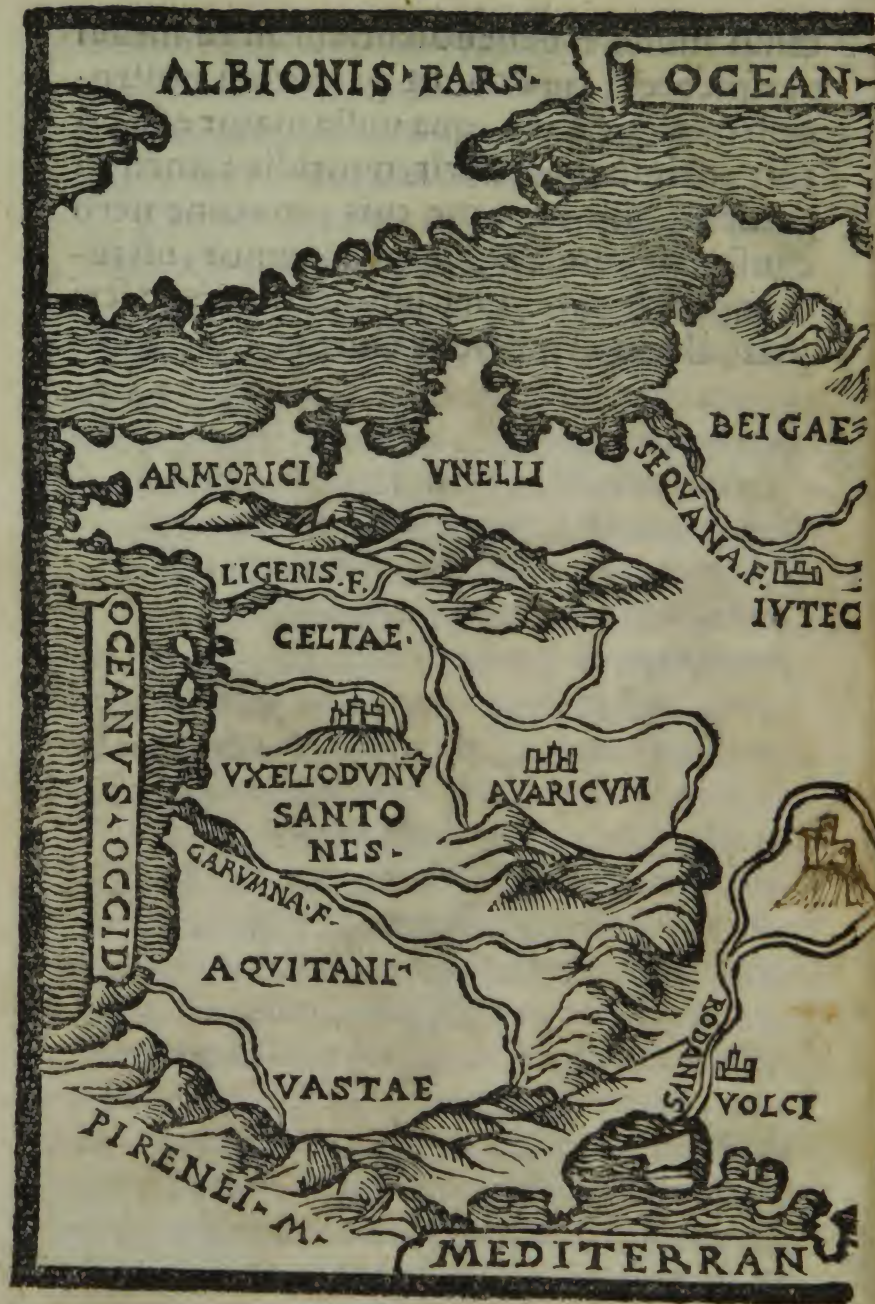 ALBIONIS·PARS·
OCEAN
BEIGAE
ARMORICI
VNELLI
SEQVANA.F.
LIGERIS.F.
IVTEC
CELTAE·
OCEANVS·OCCID
VXELIODVNṼ
AVARICVM
SANTO
NES·
GARVMNA·F·
AQVITANI·
RODANVS
VASTAE
VOLCI
PIRENEI·M·
MEDITERRAN